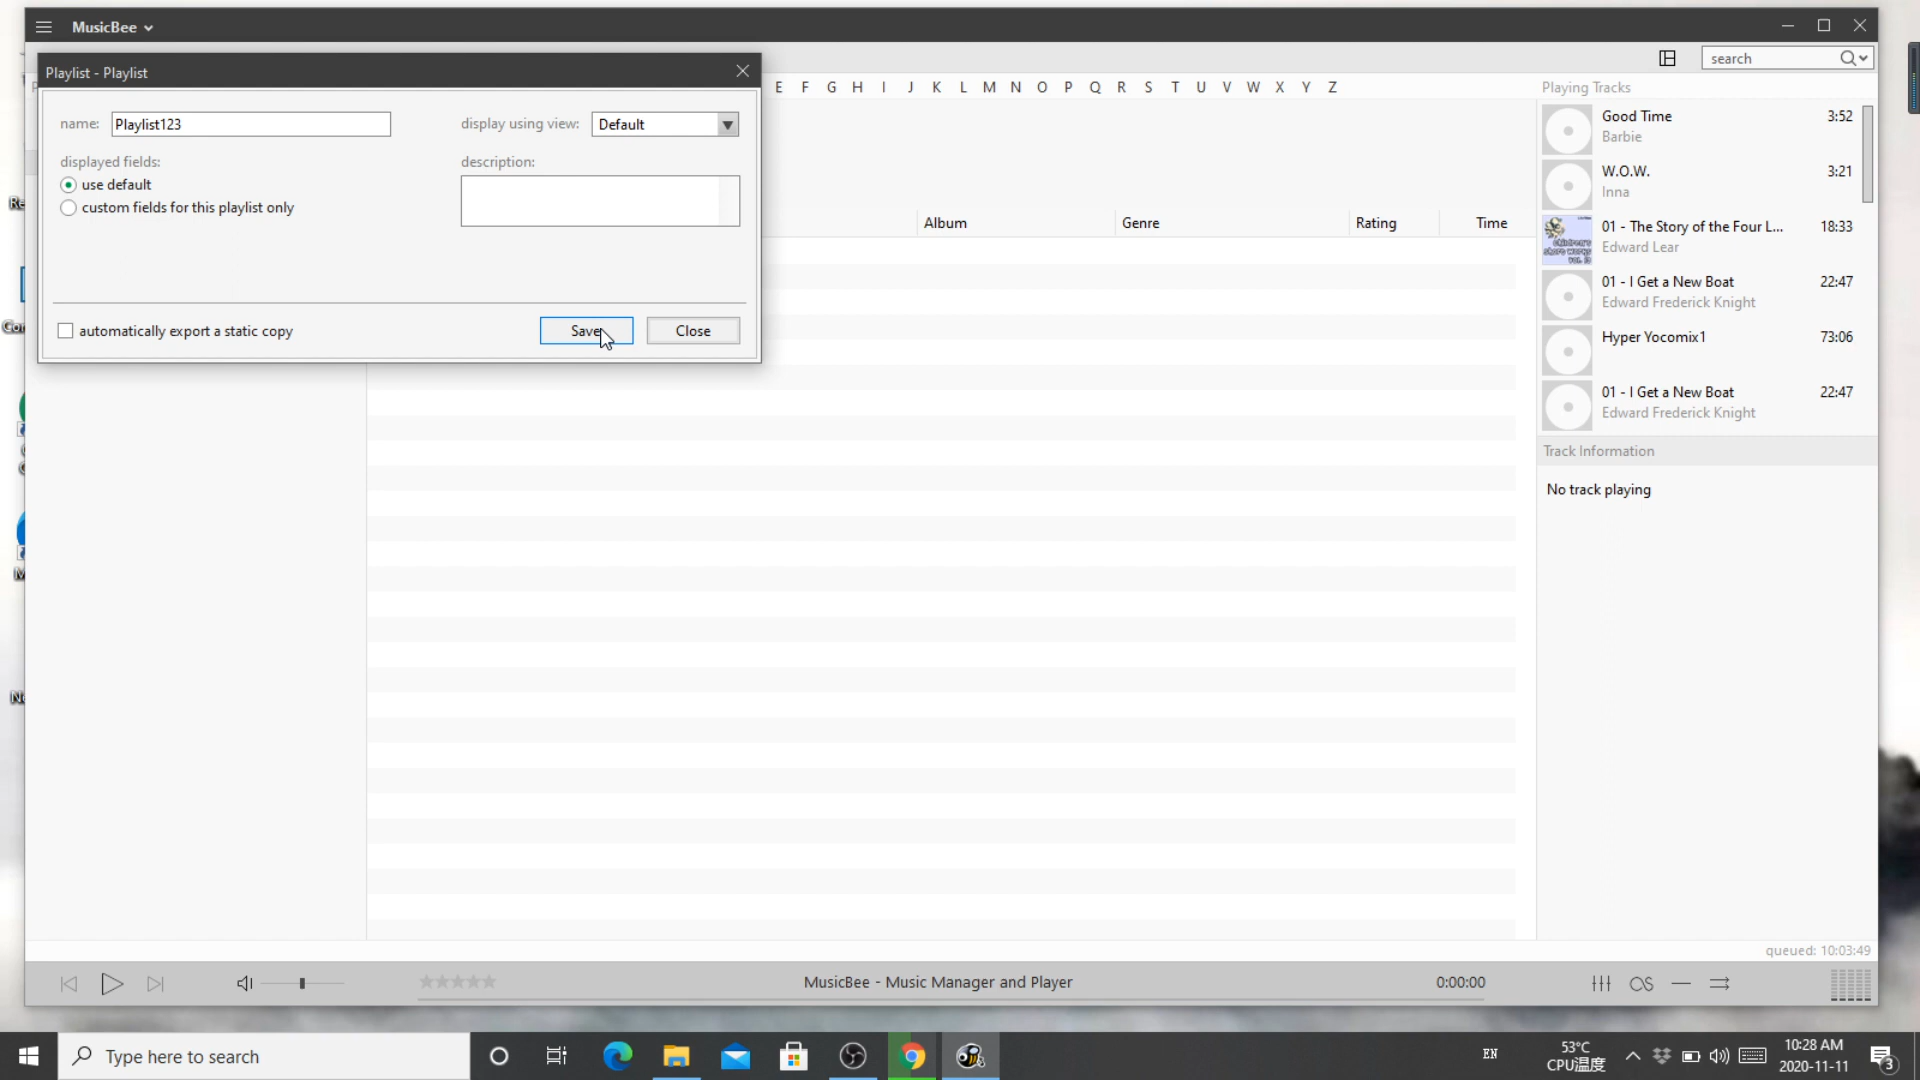 MusicBee
search
Playlist - Playlist
E F G H I J K L M N O P Q R S T U V W X Y Z
Playing Tracks
name: Playlist123
display using view: Default
displayed fields:
use default
custom fields for this playlist only
description:
automatically export a static copy
Save
Close
Album
Genre
Rating
Time
Good Time 3:52
Barbie
W.O.W. 3:21
Inna
01 - The Story of the Four L... 18:33
Edward Lear
01 - I Get a New Boat 22:47
Edward Frederick Knight
Hyper Yocomix1 73:06
01 - I Get a New Boat 22:47
Edward Frederick Knight
Track Information
No track playing
queued: 10:03:49
MusicBee - Music Manager and Player
0:00:00
Type here to search
EN
53°C
CPU温度
10:28 AM
2020-11-11
3